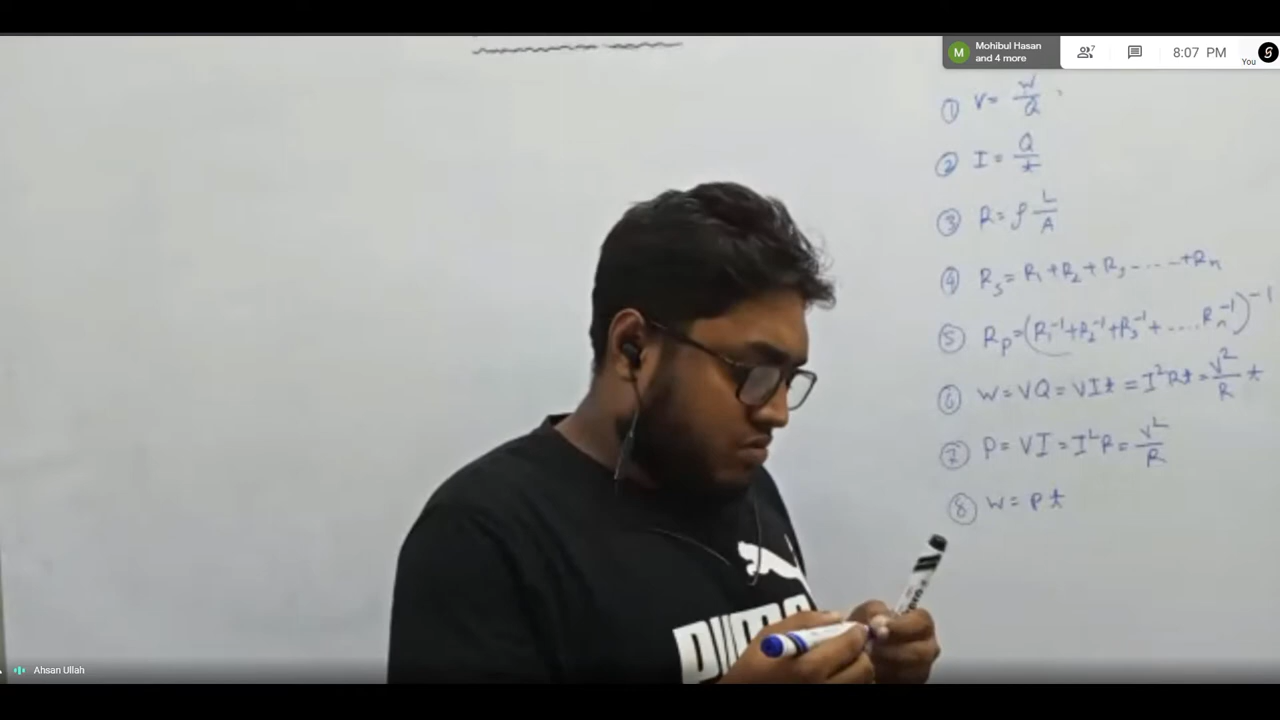 Mohibul Hasan
and 4 more
7
8:07 PM
You
M
① V = W/Q
② I = Q/t
③ R = ρ L/A
④ Rs = R₁ + R₂ + R₃ ---- + Rn
⑤ Rp = (R₁⁻¹ + R₂⁻¹ + R₃⁻¹ + .... Rn⁻¹)⁻¹
⑥ W = VQ = VIt = I²Rt = V²/R t
⑦ P = VI = I²R = V²/R
⑧ W = Pt
PUMA
Ahsan Ullah